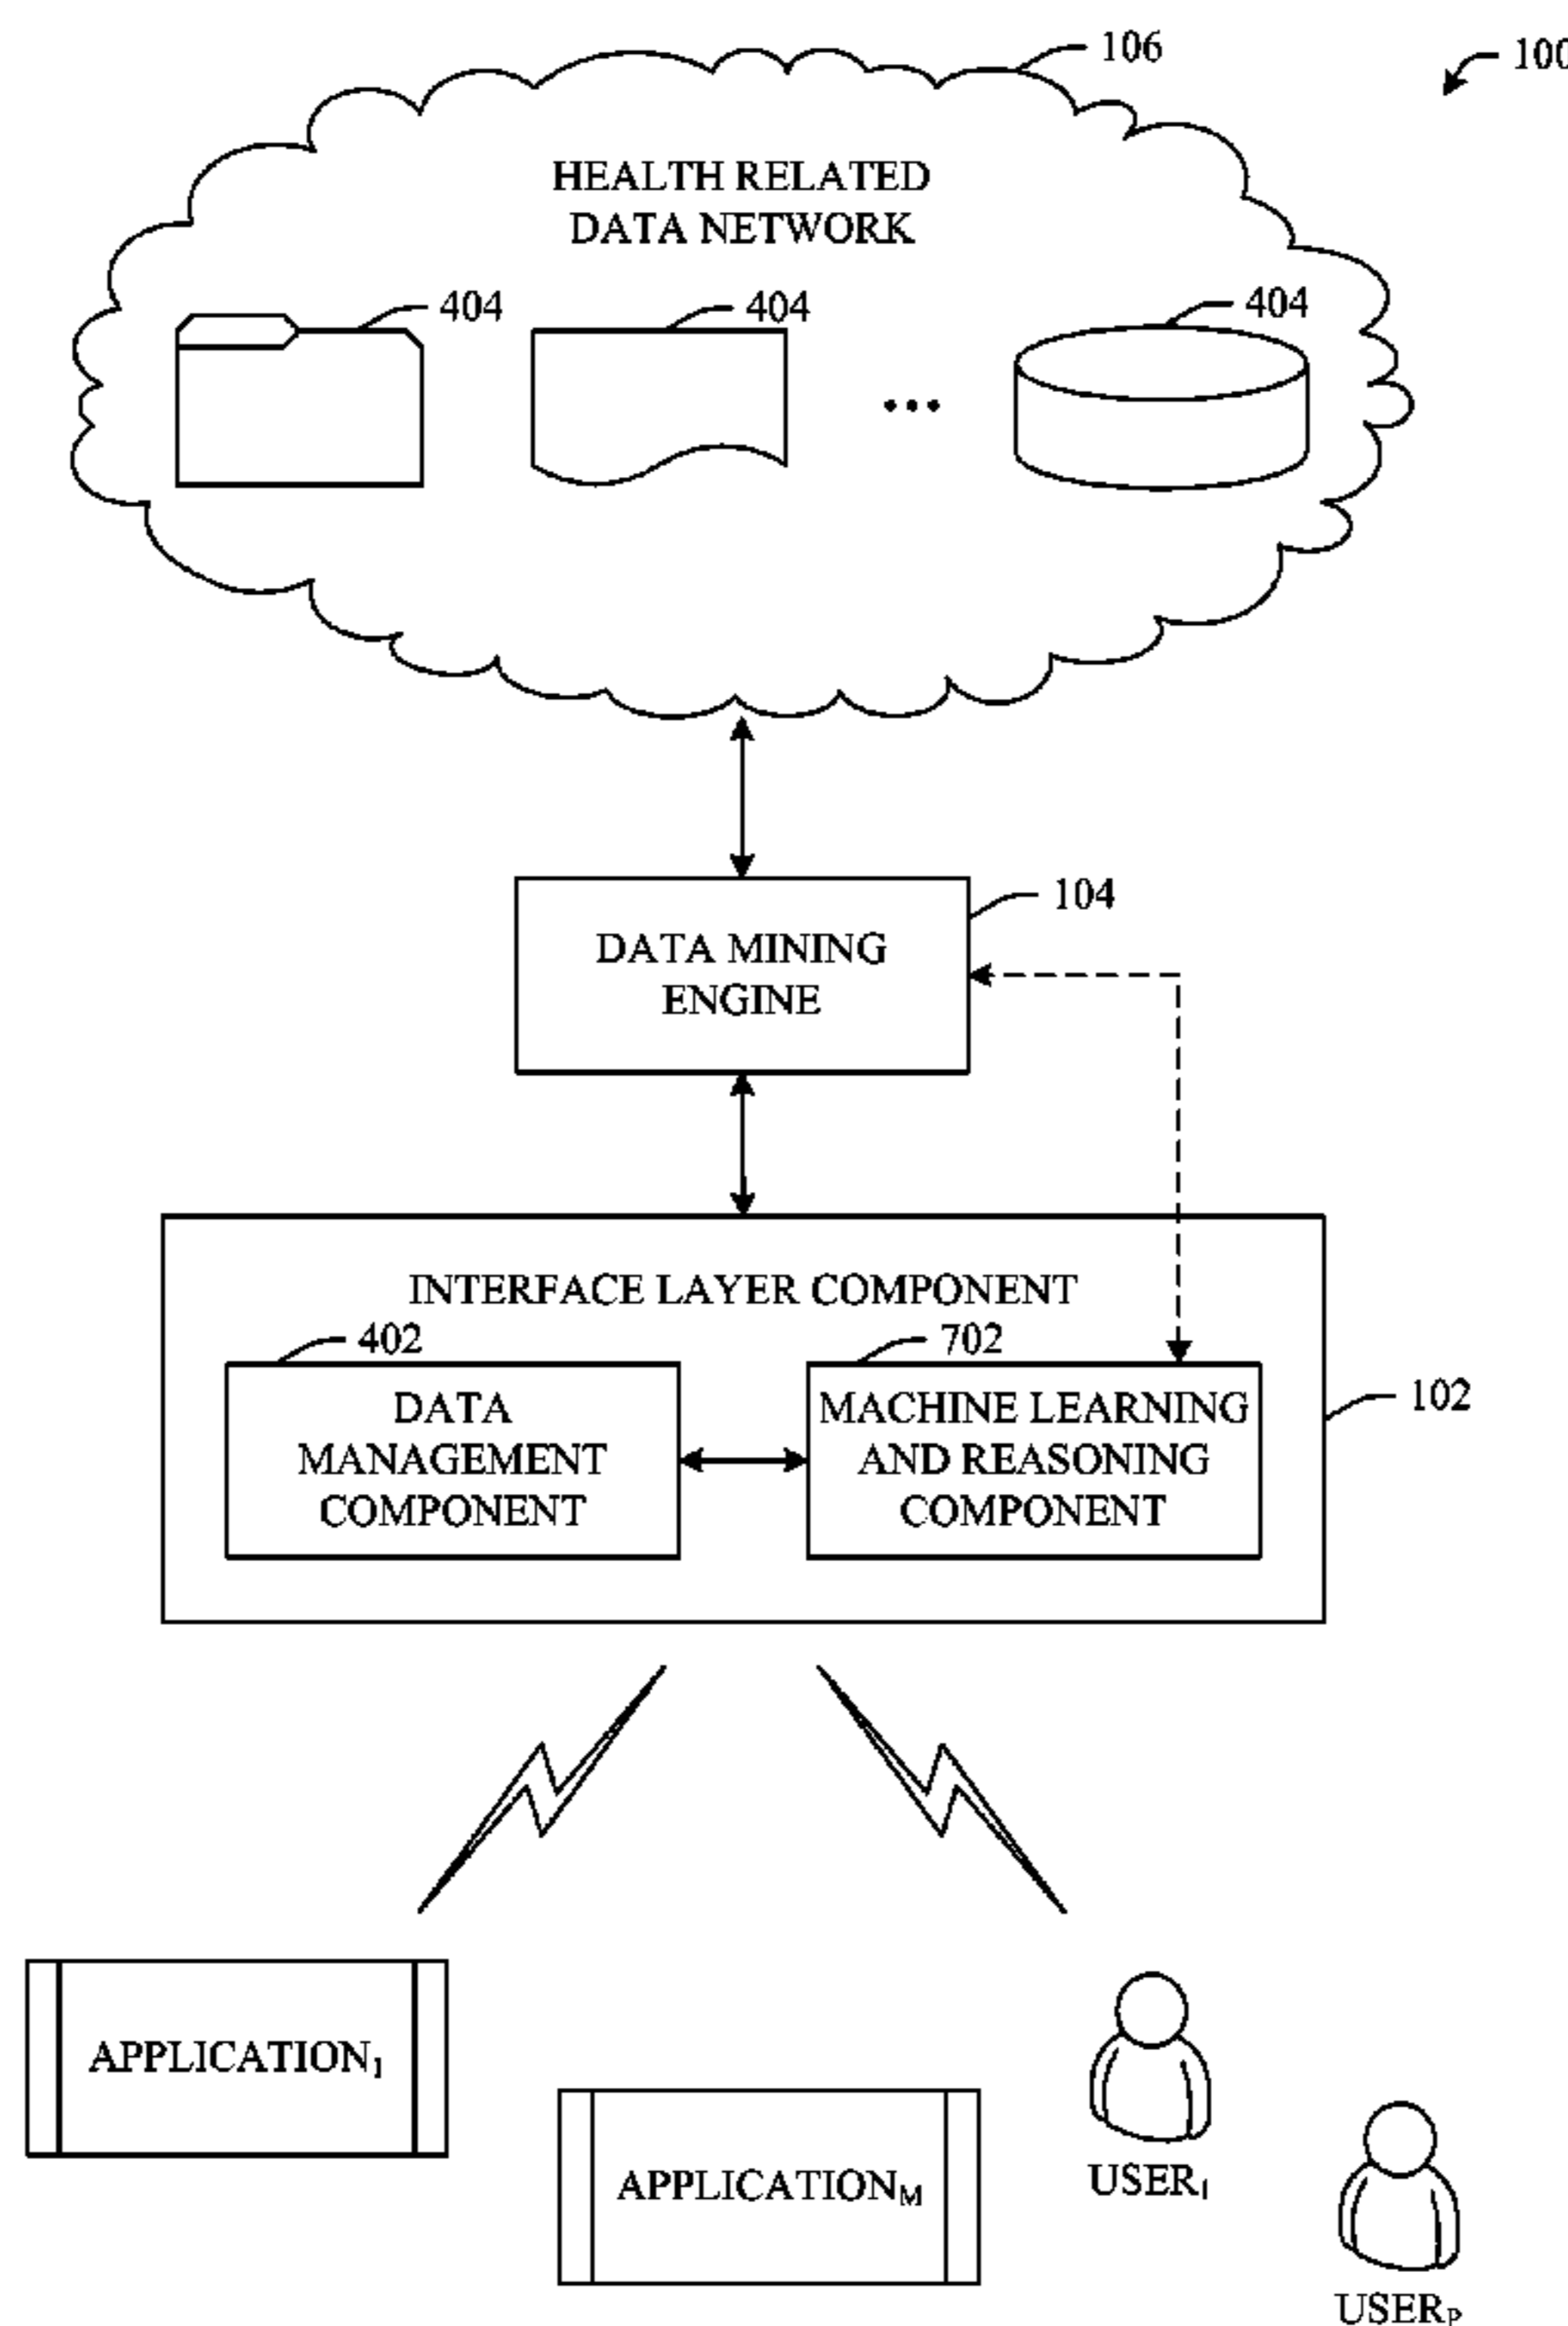 106
100
HEALTH RELATED
DATA NETWORK
404
404
404
104
DATA MINING
ENGINE
INTERFACE LAYER COMPONENT
402
702
DATA
MANAGEMENT
COMPONENT
MACHINE LEARNING
AND REASONING
COMPONENT
102
APPLICATION₁
APPLICATIONₘ
USER₁
USERₚ